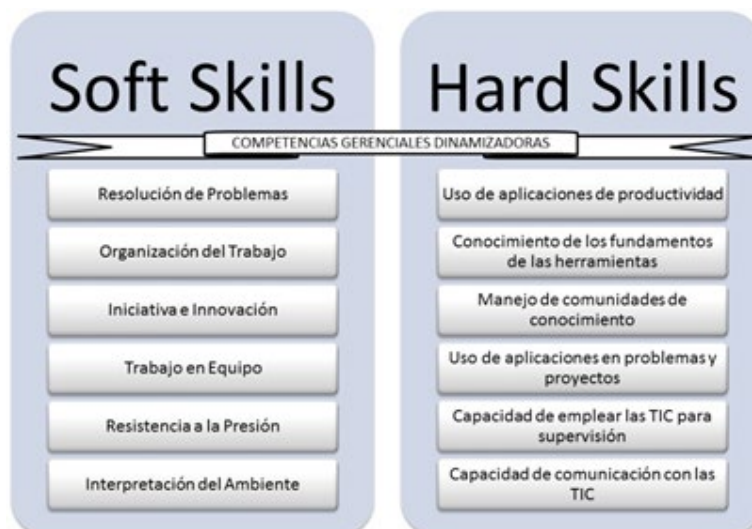 Soft Skills
Hard Skills
COMPETENCIAS GERENCIALES DINAMIZADORAS
Resolución de Problemas
Organización del Trabajo
Iniciativa e Innovación
Trabajo en Equipo
Resistencia a la Presión
Interpretación del Ambiente
Uso de aplicaciones de productividad
Conocimiento de los fundamentos
de las herramientas
Manejo de comunidades de
conocimiento
Uso de aplicaciones en problemas y
proyectos
Capacidad de emplear las TIC para
supervisión
Capacidad de comunicación con las
TIC